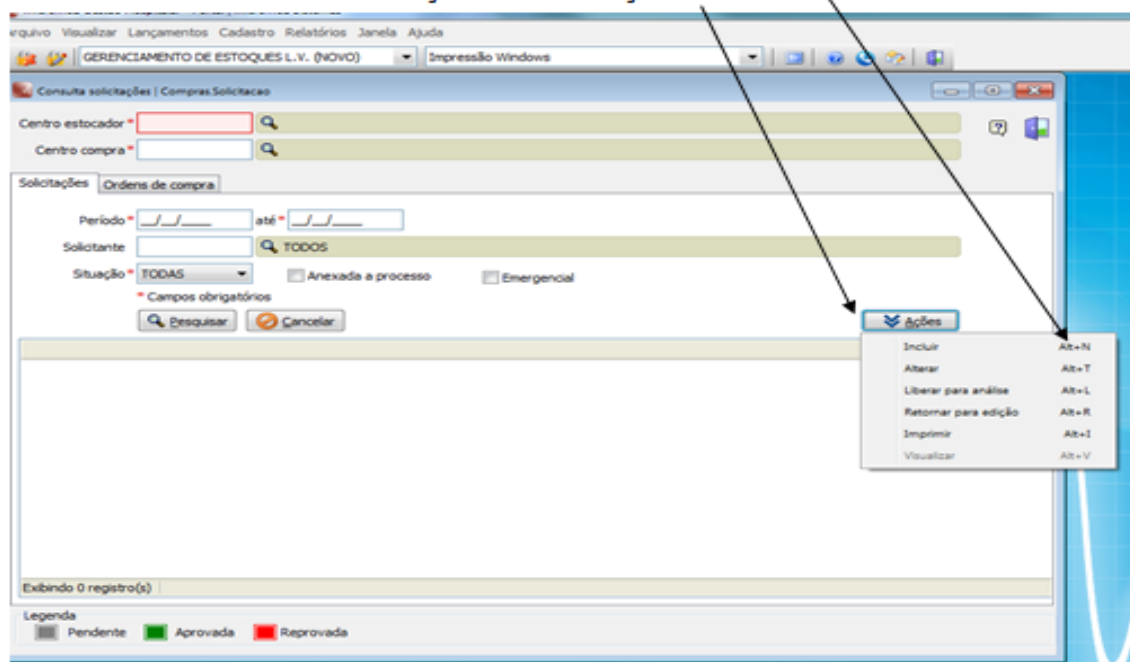 rquivo Visualizar Lançamentos Cadastro Relatórios Janela Ajuda
GERENCIAMENTO DE ESTOQUES L.V. (NOVO) Impressão Windows
Consulta solicitações | Compras.Solicitacao
Centro estocador *
Centro compra *
Solicitações Ordens de compra
Período * __/__/____ até * __/__/____
Solicitante TODOS
Situação * TODAS Anexada a processo Emergencial
* Campos obrigatórios
Pesquisar Cancelar Ações
Incluir Alt+N
Alterar Alt+T
Liberar para análise Alt+L
Retornar para edição Alt+R
Imprimir Alt+I
Visualizar Alt+V
Exibindo 0 registro(s)
Legenda
Pendente Aprovada Reprovada